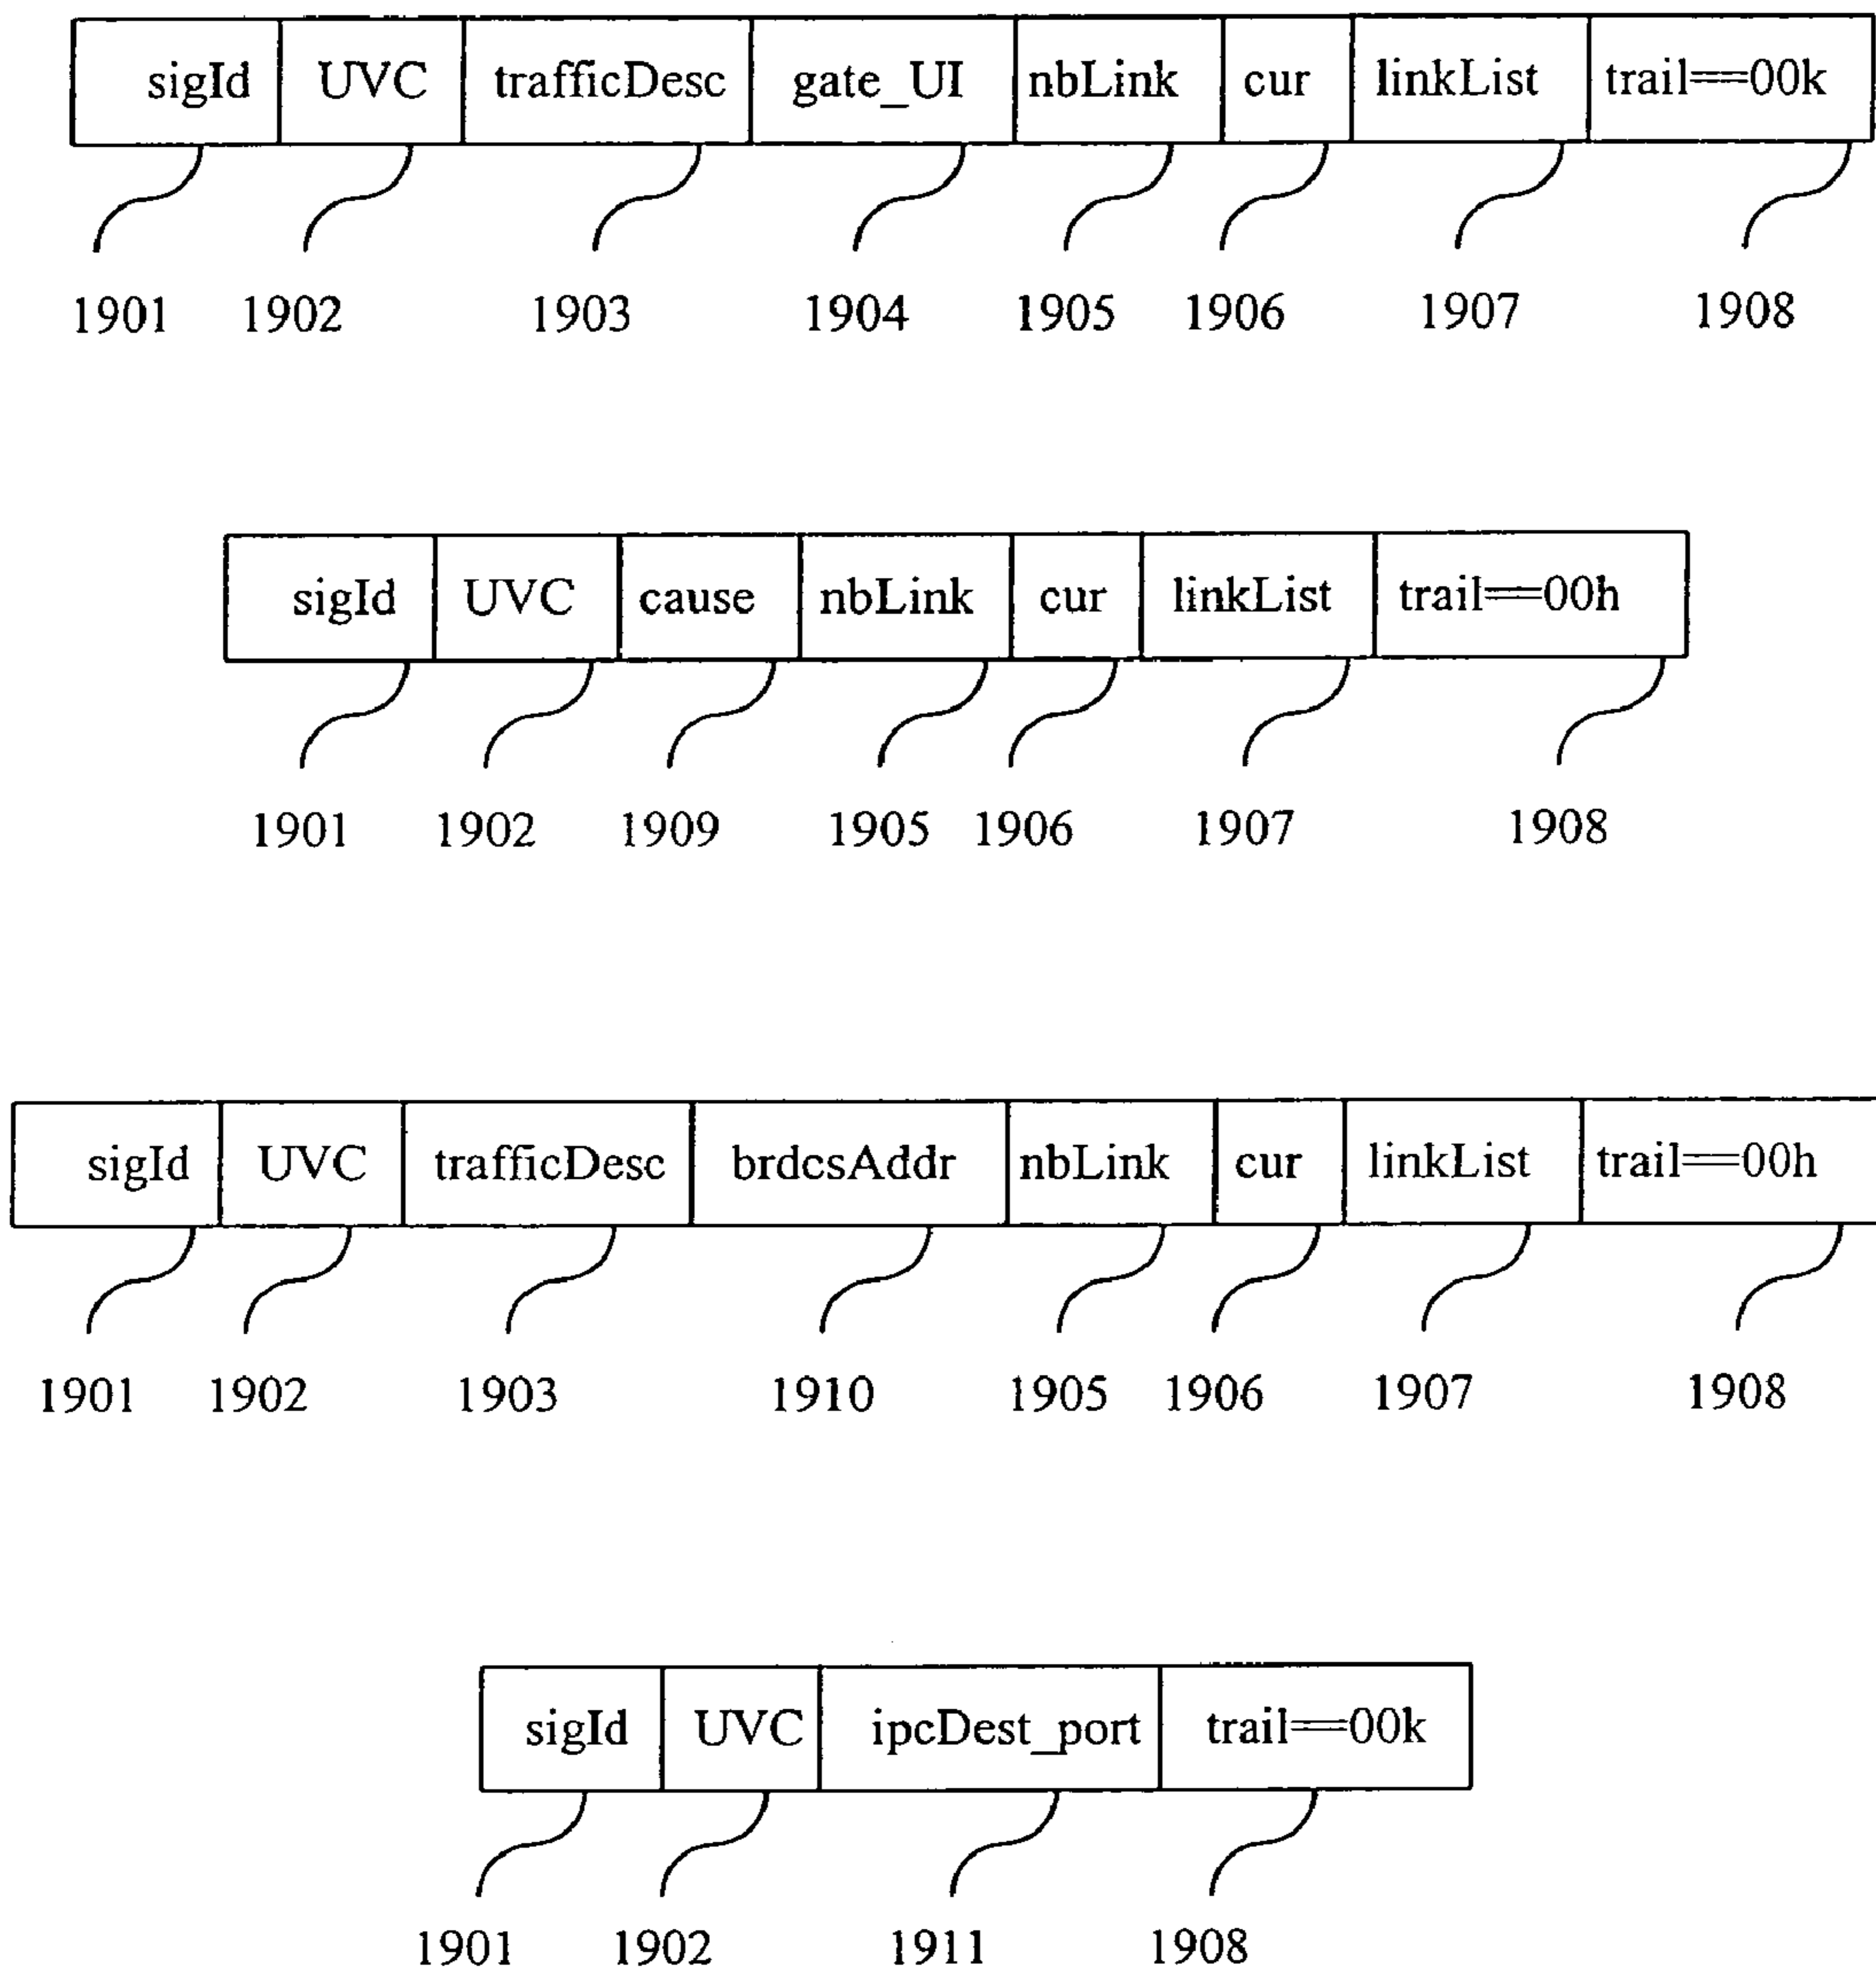 sigId UVC trafficDesc gate_UI nbLink cur linkList trail==00k
1901 1902 1903 1904 1905 1906 1907 1908
sigId UVC cause nbLink cur linkList trail==00h
1901 1902 1909 1905 1906 1907 1908
sigId UVC trafficDesc brdcsAddr nbLink cur linkList trail==00h
1901 1902 1903 1910 1905 1906 1907 1908
sigId UVC ipcDest_port trail==00k
1901 1902 1911 1908